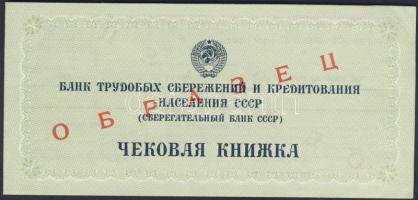 БАНК ТРУДОВЫХ СБЕРЕЖЕНИЙ И КРЕДИТОВАНИЯ
НАСЕЛЕНИЯ СССР
(СБЕРЕГАТЕЛЬНЫЙ БАНК СССР)
ОБРАЗЕЦ
ЧЕКОВАЯ КНИЖКА